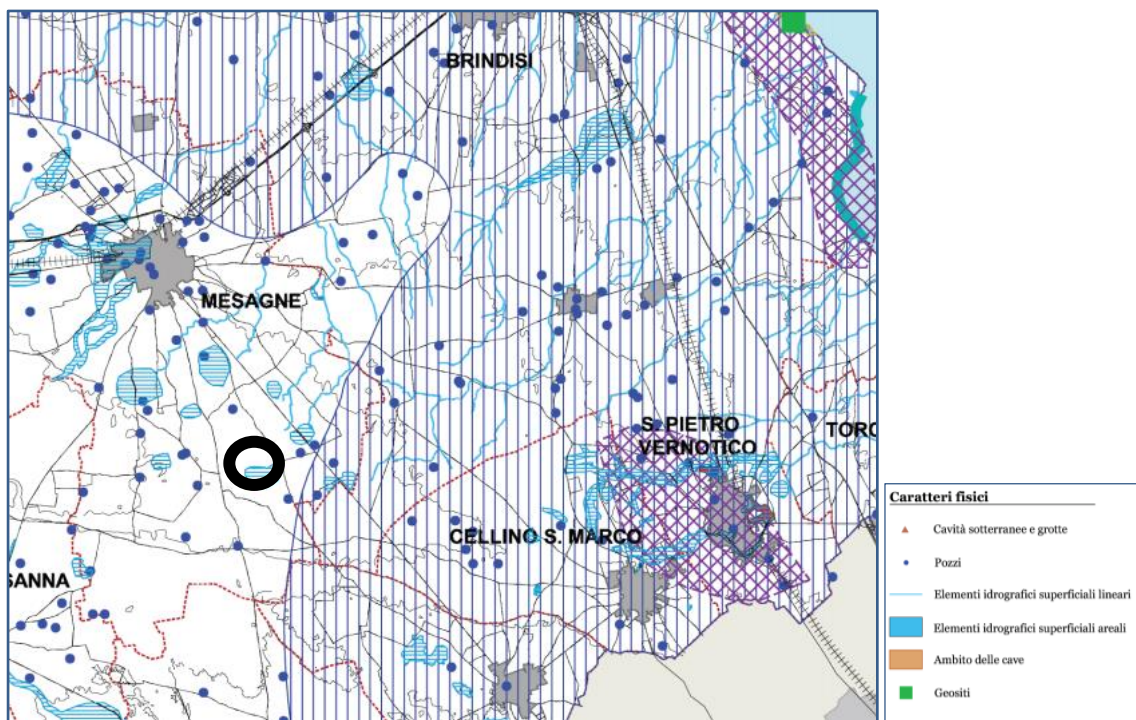 BRINDISI
MESAGNE
S. PIETRO
VERNOTICO
TORC
CELLINO S. MARCO
SANNA
Caratteri fisici
Cavità sotterranee e grotte
Pozzi
Elementi idrografici superficiali lineari
Elementi idrografici superficiali areali
Ambito delle cave
Geositi